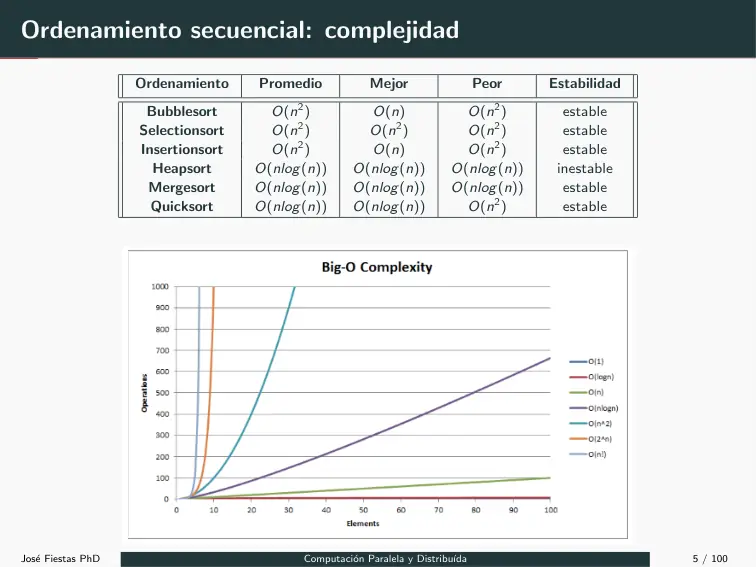 Ordenamiento secuencial: complejidad
Ordenamiento Promedio Mejor Peor Estabilidad
Bubblesort O(n²) O(n) O(n²) estable
Selectionsort O(n²) O(n²) O(n²) estable
Insertionsort O(n²) O(n) O(n²) estable
Heapsort O(nlog(n)) O(nlog(n)) O(nlog(n)) inestable
Mergesort O(nlog(n)) O(nlog(n)) O(nlog(n)) estable
Quicksort O(nlog(n)) O(nlog(n)) O(n²) estable
Big-O Complexity
1000
900
800
700
600
500
400
300
200
100
0
Operations
0 10 20 30 40 50 60 70 80 90 100
Elements
O(1)
O(logn)
O(n)
O(nlogn)
O(n^2)
O(2^n)
O(n!)
José Fiestas PhD Computación Paralela y Distribuída 5 / 100